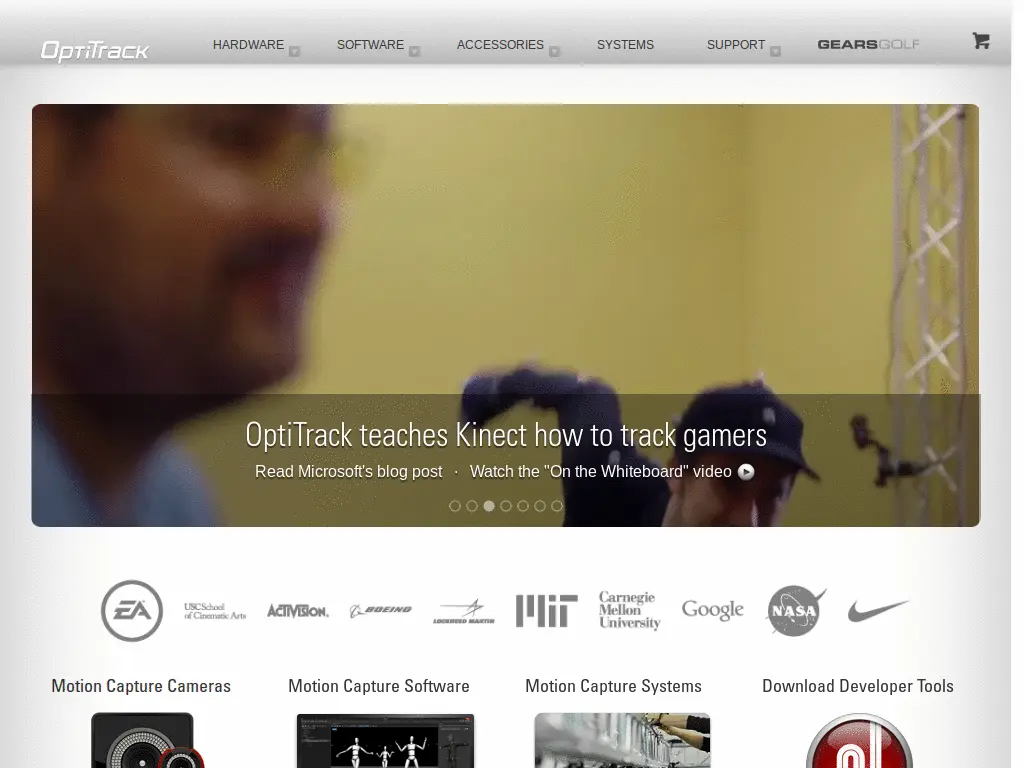 OptiTrack
HARDWARE
SOFTWARE
ACCESSORIES
SYSTEMS
SUPPORT
GEARSGOLF
OptiTrack teaches Kinect how to track gamers
Read Microsoft's blog post · Watch the "On the Whiteboard" video
EA
USC School
of Cinematic Arts
ACTIVISION.
BOEING
LOCKHEED MARTIN
MIT
Carnegie
Mellon
University
Google
NASA
Motion Capture Cameras
Motion Capture Software
Motion Capture Systems
Download Developer Tools